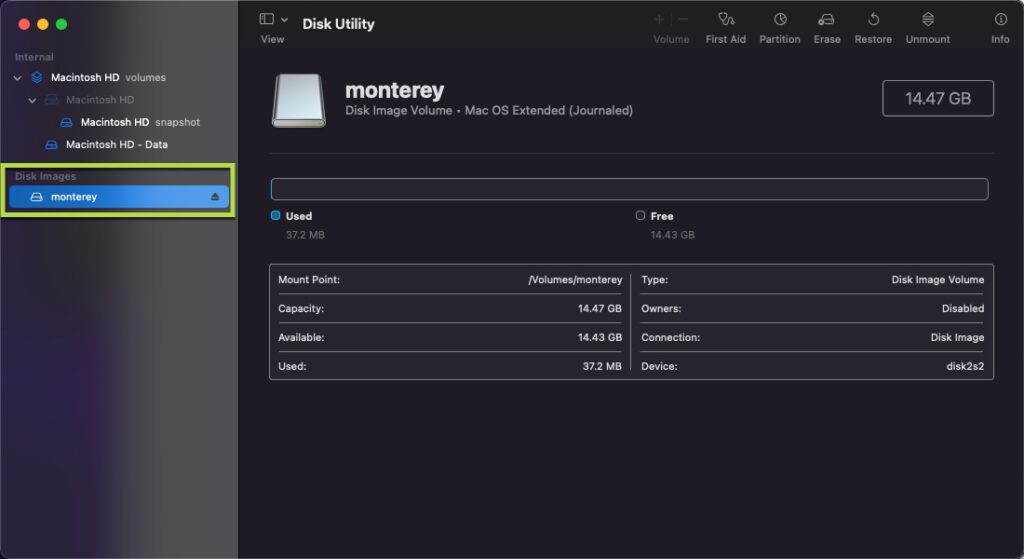 View
Disk Utility
Volume
First Aid
Partition
Erase
Restore
Unmount
Info
Internal
Macintosh HD volumes
Macintosh HD
Macintosh HD snapshot
Macintosh HD - Data
Disk Images
monterey
monterey
Disk Image Volume • Mac OS Extended (Journaled)
14.47 GB
Used
37.2 MB
Free
14.43 GB
Mount Point: /Volumes/monterey
Capacity: 14.47 GB
Available: 14.43 GB
Used: 37.2 MB
Type: Disk Image Volume
Owners: Disabled
Connection: Disk Image
Device: disk2s2